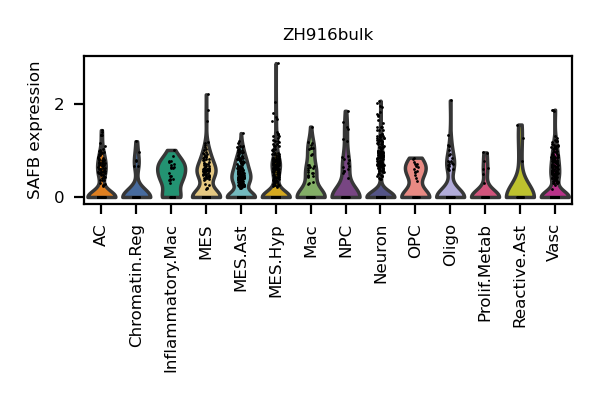 ZH916bulk
SAFB expression
2
0
AC
Chromatin.Reg
Inflammatory.Mac
MES
MES.Ast
MES.Hyp
Mac
NPC
Neuron
OPC
Oligo
Prolif.Metab
Reactive.Ast
Vasc